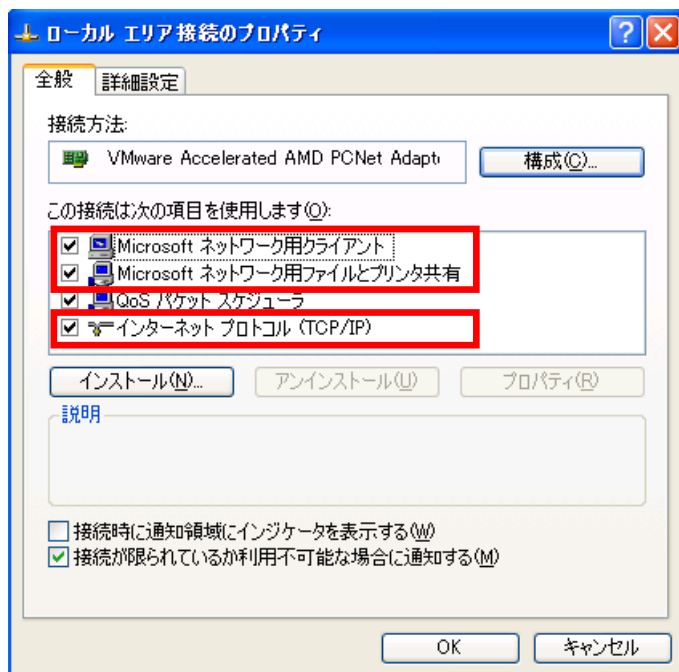 ローカル エリア接続のプロパティ
全般 詳細設定
接続方法:
VMware Accelerated AMD PCNet Adapt
構成(C)...
この接続は次の項目を使用します(O):
Microsoft ネットワーク用クライアント
Microsoft ネットワーク用ファイルとプリンタ共有
QoS パケット スケジューラ
インターネット プロトコル (TCP/IP)
インストール(N)... アンインストール(U) プロパティ(R)
説明
接続時に通知領域にインジケータを表示する(W)
接続が限られているか利用不可能な場合に通知する(M)
OK キャンセル